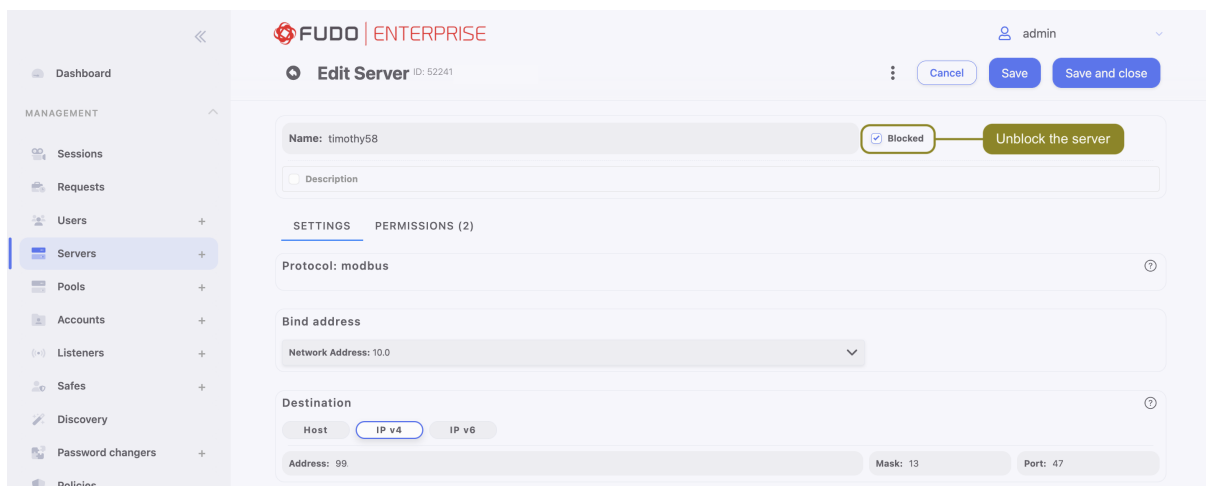 FUDO ENTERPRISE
admin
Dashboard
Edit Server ID: 52241
Cancel
Save
Save and close
MANAGEMENT
Name: timothy58
Blocked
Unblock the server
Sessions
Description
Requests
Users +
SETTINGS PERMISSIONS (2)
Servers +
Protocol: modbus ?
Pools +
Accounts +
Bind address
Listeners +
Network Address: 10.0
Safes +
Destination ?
Discovery
Host IP v4 IP v6
Password changers +
Address: 99. Mask: 13 Port: 47
Policies